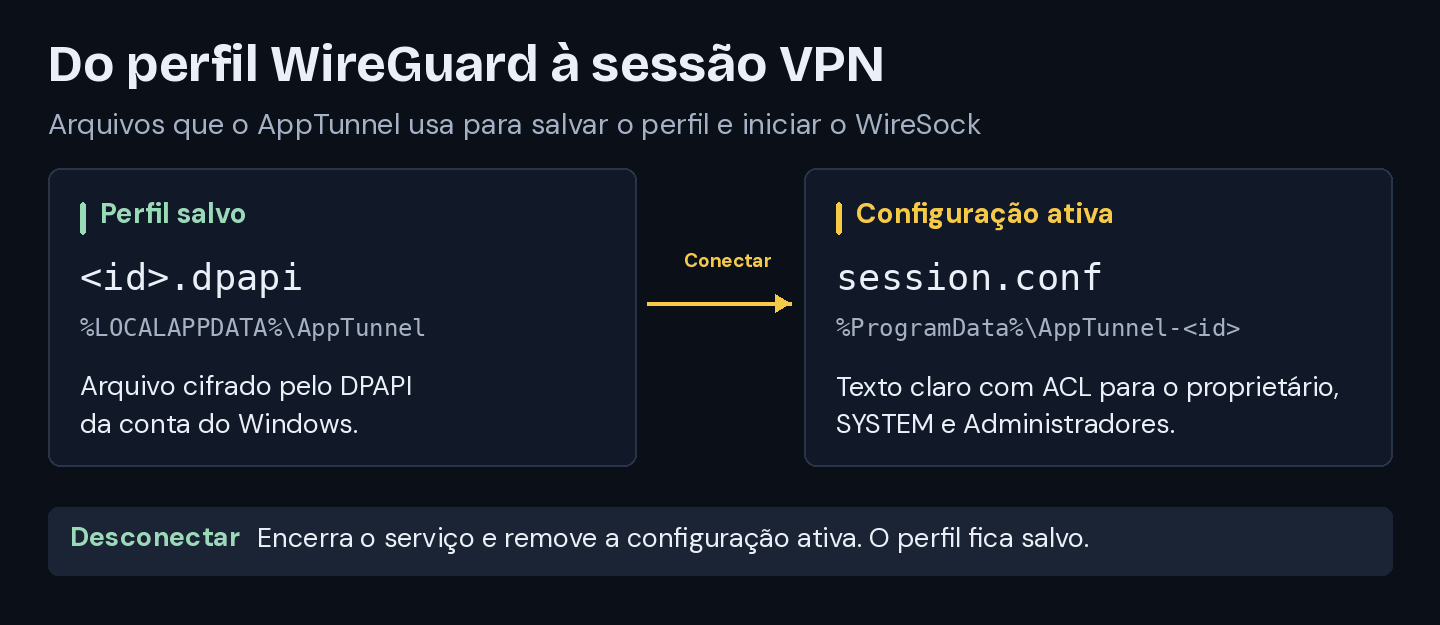 Do perfil WireGuard à sessão VPN
Arquivos que o AppTunnel usa para salvar o perfil e iniciar o WireSock
Perfil salvo
<id>.dpapi
%LOCALAPPDATA%\AppTunnel
Arquivo cifrado pelo DPAPI
da conta do Windows.
Conectar
Configuração ativa
session.conf
%ProgramData%\AppTunnel-<id>
Texto claro com ACL para o proprietário,
SYSTEM e Administradores.
Desconectar Encerra o serviço e remove a configuração ativa. O perfil fica salvo.